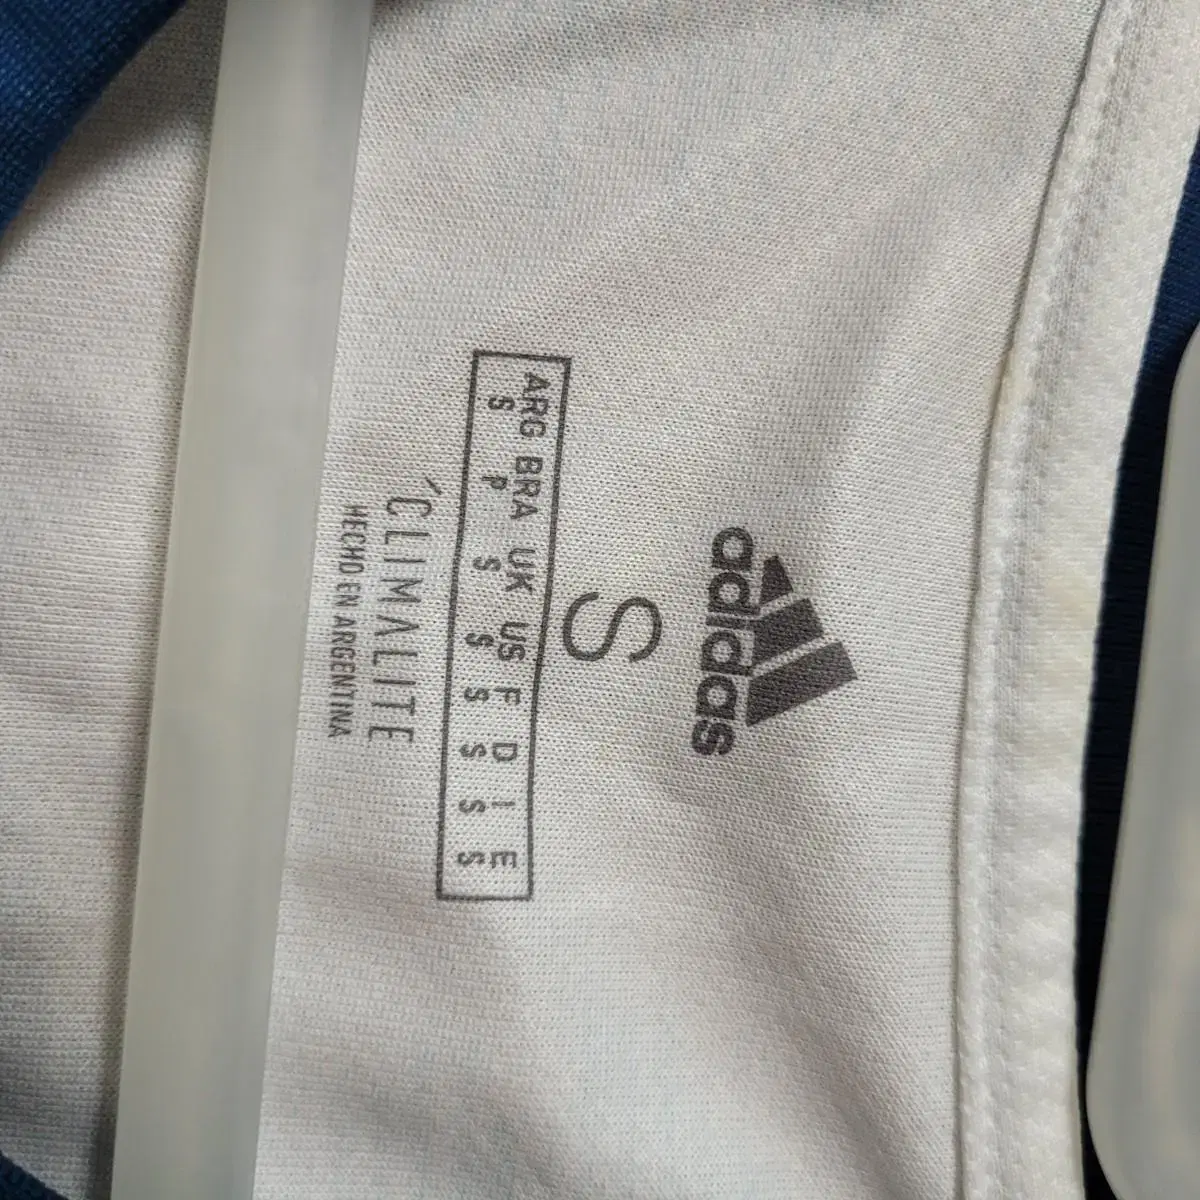 adidas
S
ARG BRA UK US F D I E
S P S S S S S S
CLIMALITE
HECHO EN ARGENTINA